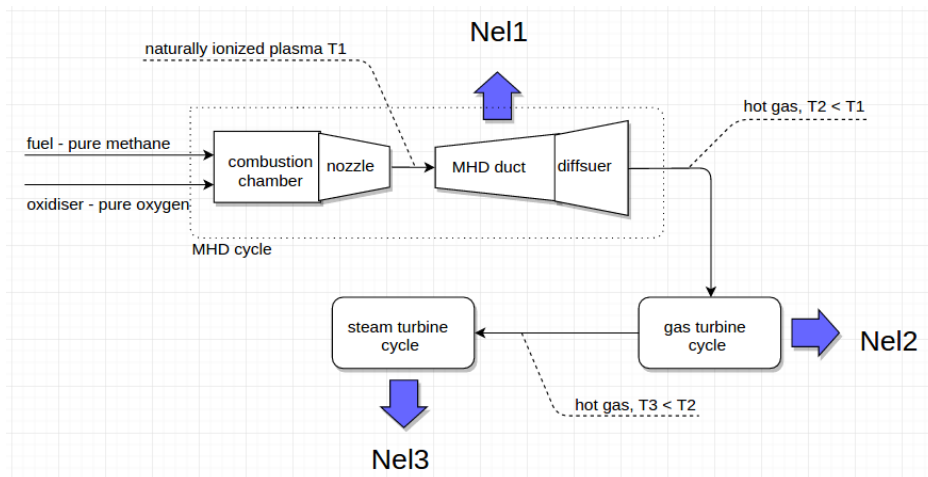 Nel1
naturally ionized plasma T1
hot gas, T2 < T1
fuel - pure methane
combustion
chamber
nozzle
MHD duct
diffsuer
oxidiser - pure oxygen
MHD cycle
steam turbine
cycle
gas turbine
cycle
Nel2
hot gas, T3 < T2
Nel3